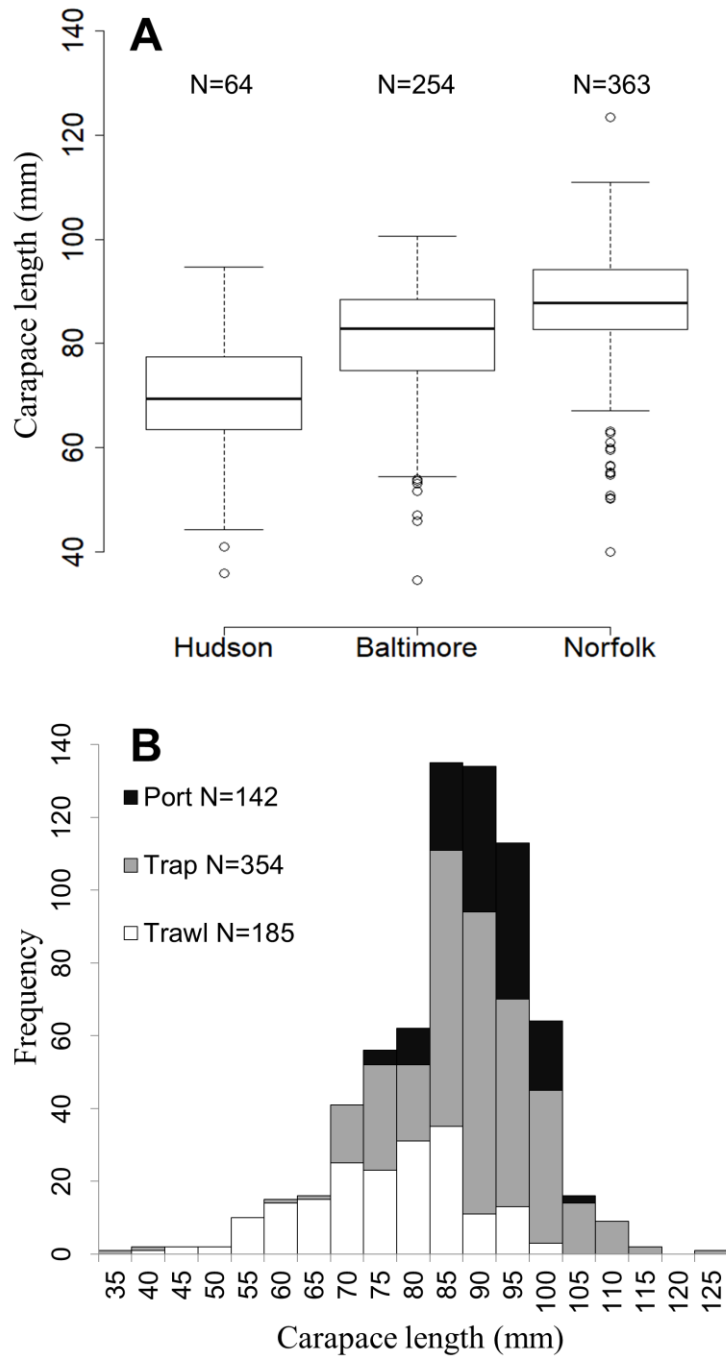 A
N=64 N=254 N=363
140
120
100
80
60
40
Carapace length (mm)
Hudson Baltimore Norfolk
B
Port N=142
Trap N=354
Trawl N=185
140
120
100
80
60
40
20
0
Frequency
35 40 45 50 55 60 65 70 75 80 85 90 95 100 105 110 115 120 125
Carapace length (mm)